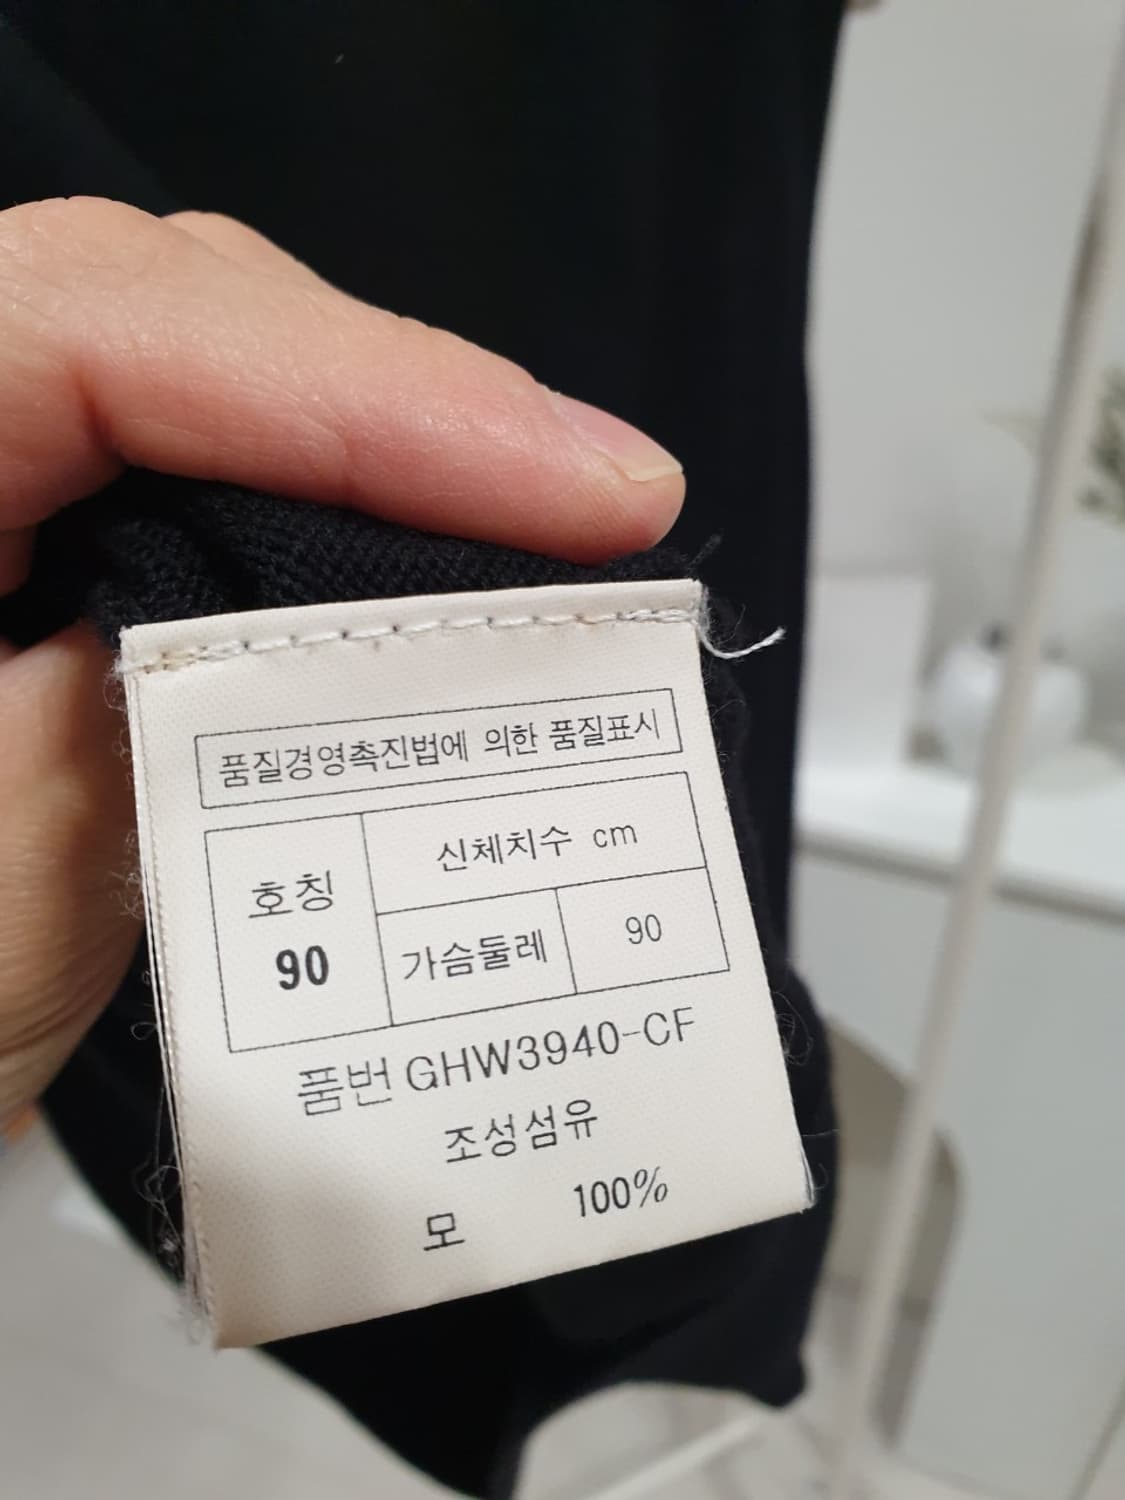 품질경영촉진법에 의한 품질표시
호칭
90
신체치수 cm
가슴둘레 90
품번 GHW3940-CF
조성섬유
모 100%